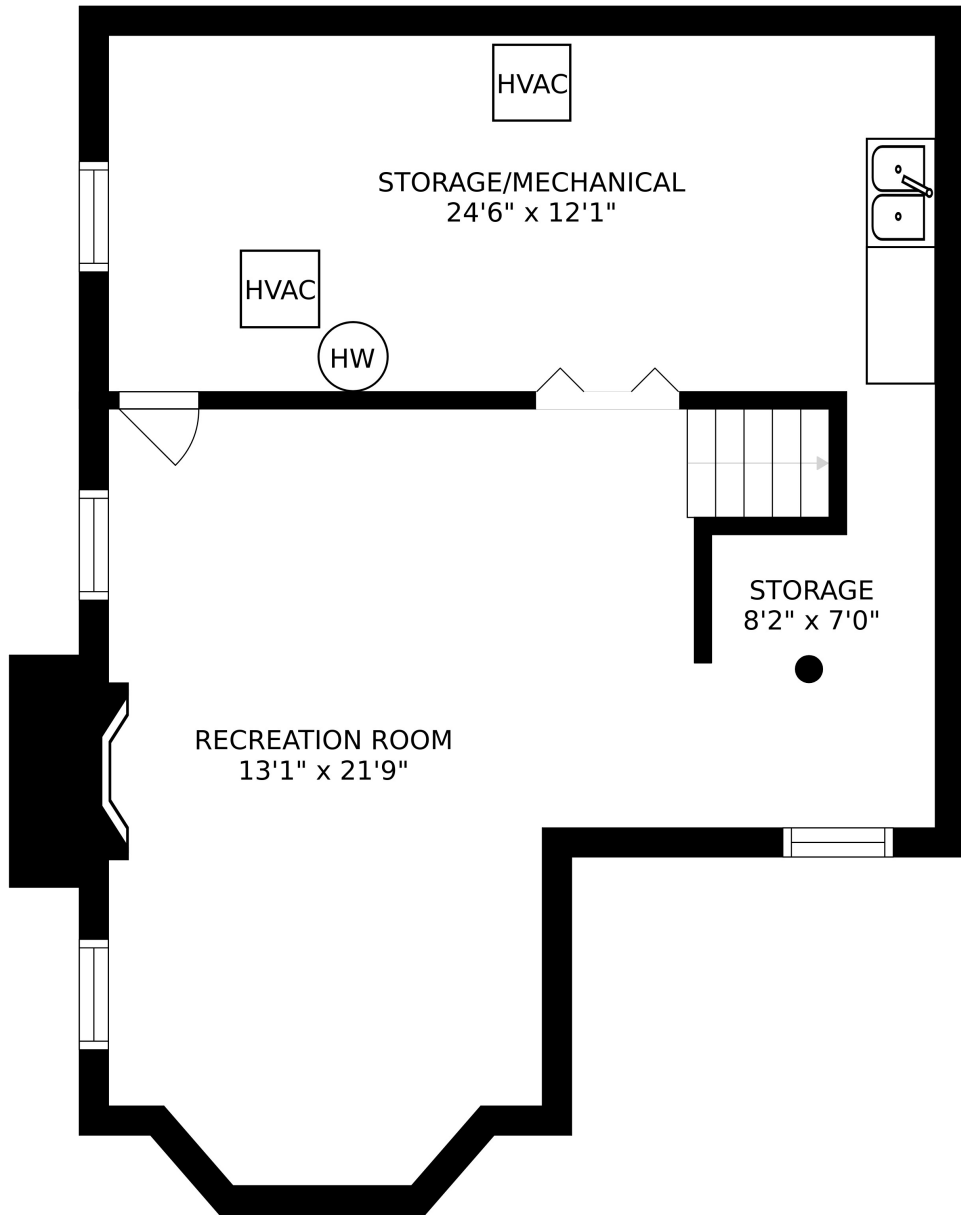 HVAC
STORAGE/MECHANICAL
24'6" x 12'1"
HVAC
HW
STORAGE
8'2" x 7'0"
RECREATION ROOM
13'1" x 21'9"